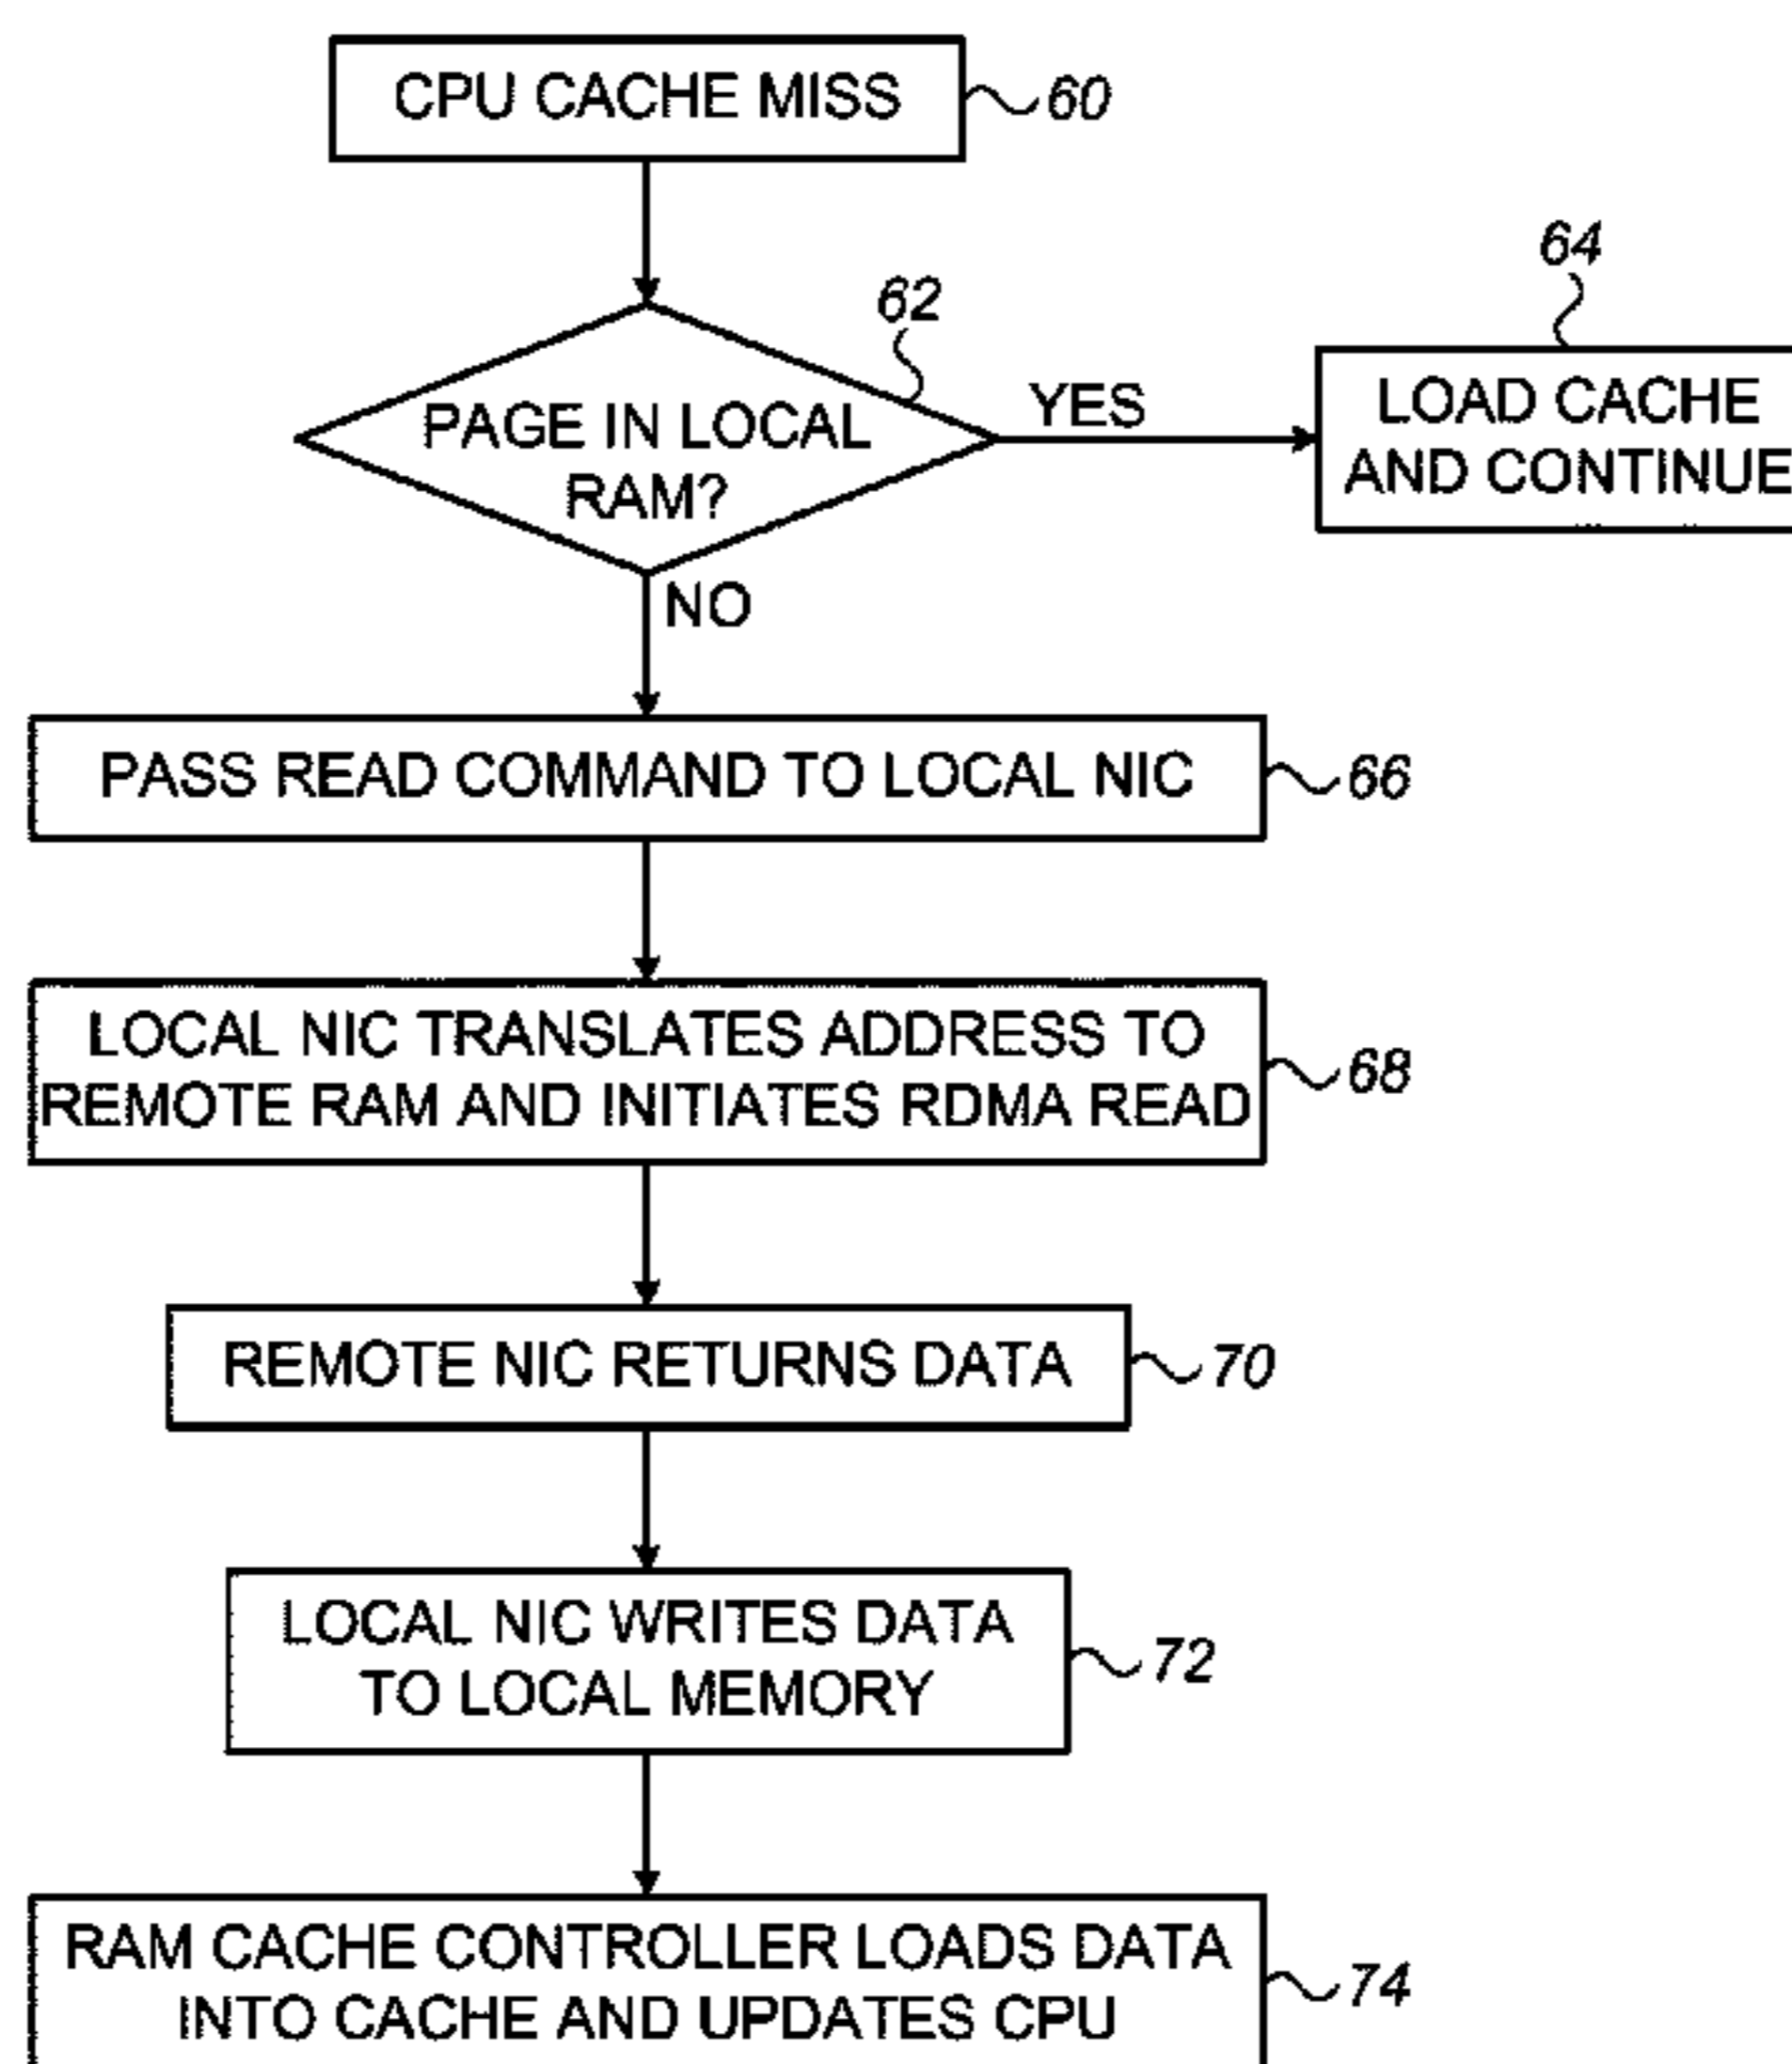 CPU CACHE MISS
60
62
64
PAGE IN LOCAL
RAM?
YES
LOAD CACHE
AND CONTINUE
NO
PASS READ COMMAND TO LOCAL NIC
66
LOCAL NIC TRANSLATES ADDRESS TO
REMOTE RAM AND INITIATES RDMA READ
68
REMOTE NIC RETURNS DATA
70
LOCAL NIC WRITES DATA
TO LOCAL MEMORY
72
RAM CACHE CONTROLLER LOADS DATA
INTO CACHE AND UPDATES CPU
74